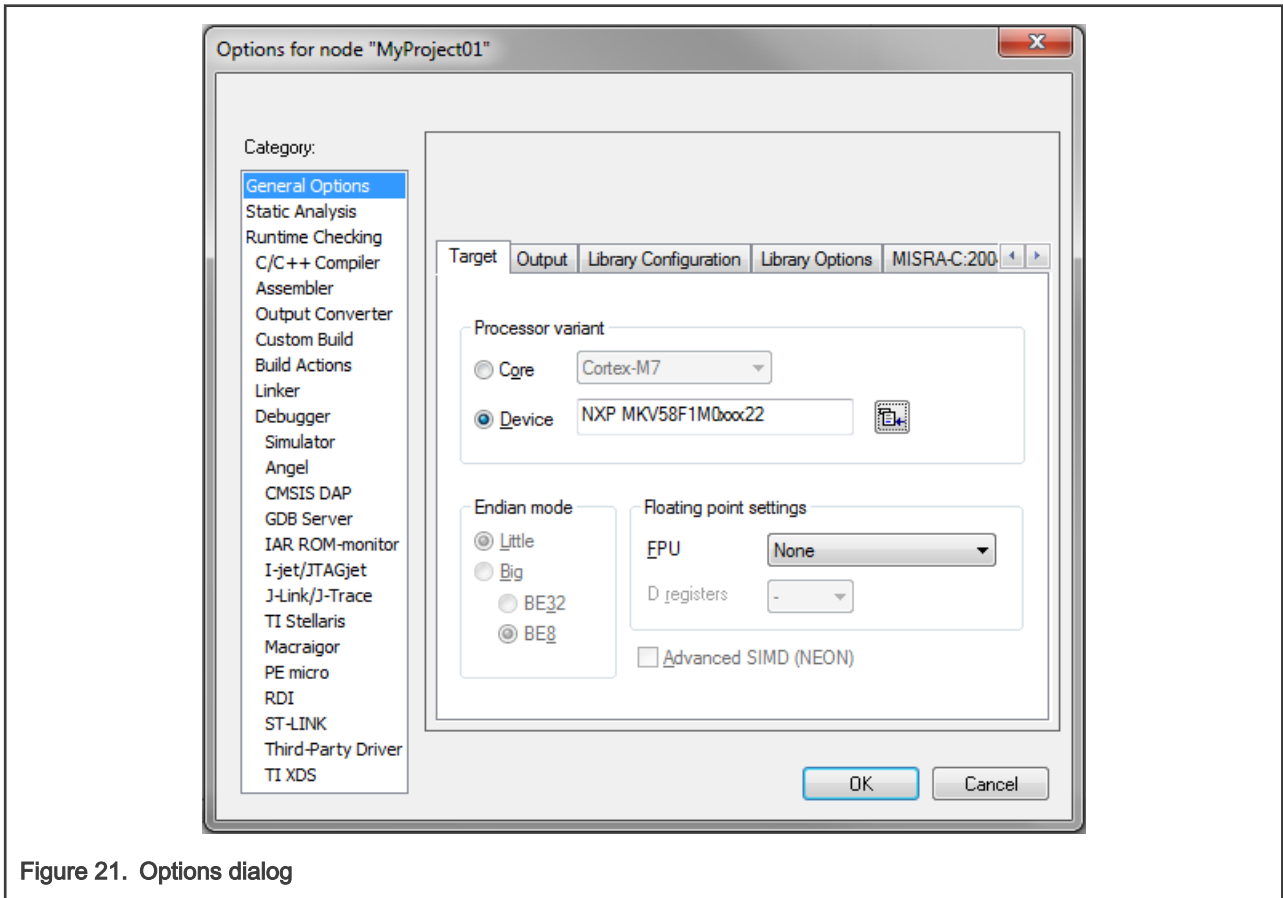 Options for node "MyProject01"
Category:
General Options
Static Analysis
Runtime Checking
C/C++ Compiler
Assembler
Output Converter
Custom Build
Build Actions
Linker
Debugger
Simulator
Angel
CMSIS DAP
GDB Server
IAR ROM-monitor
I-jet/JTAGjet
J-Link/J-Trace
TI Stellaris
Macraigor
PE micro
RDI
ST-LINK
Third-Party Driver
TI XDS
Target Output Library Configuration Library Options MISRA-C:200
Processor variant
Core Cortex-M7
Device NXP MKV58F1M0xxx22
Endian mode
Little
Big
BE32
BE8
Floating point settings
FPU None
D registers -
Advanced SIMD (NEON)
OK Cancel
Figure 21. Options dialog